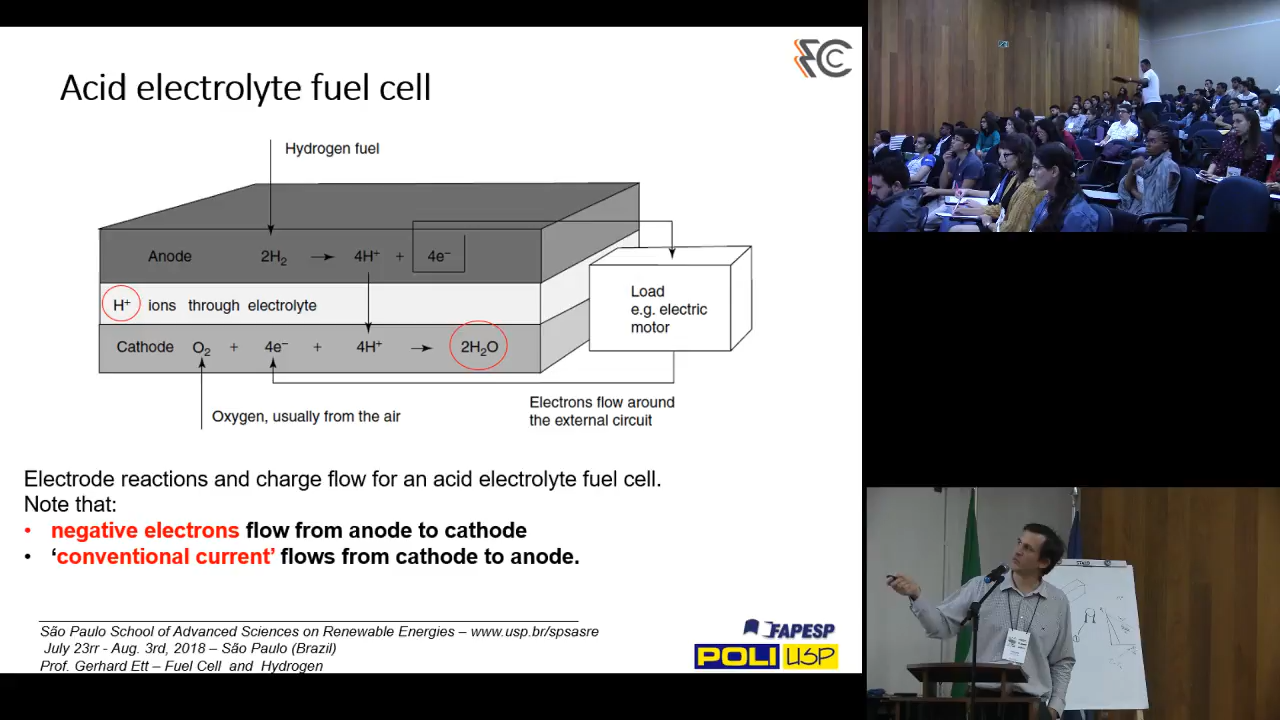 FCC
Acid electrolyte fuel cell
Hydrogen fuel
Anode 2H₂ → 4H⁺ + 4e⁻
H⁺ ions through electrolyte
Cathode O₂ + 4e⁻ + 4H⁺ → 2H₂O
Load
e.g. electric
motor
Oxygen, usually from the air
Electrons flow around
the external circuit
Electrode reactions and charge flow for an acid electrolyte fuel cell.
Note that:
• negative electrons flow from anode to cathode
• ‘conventional current’ flows from cathode to anode.
São Paulo School of Advanced Sciences on Renewable Energies – www.usp.br/spsasre
July 23rr - Aug. 3rd, 2018 – São Paulo (Brazil)
Prof. Gerhard Ett – Fuel Cell and Hydrogen
FAPESP
POLI USP